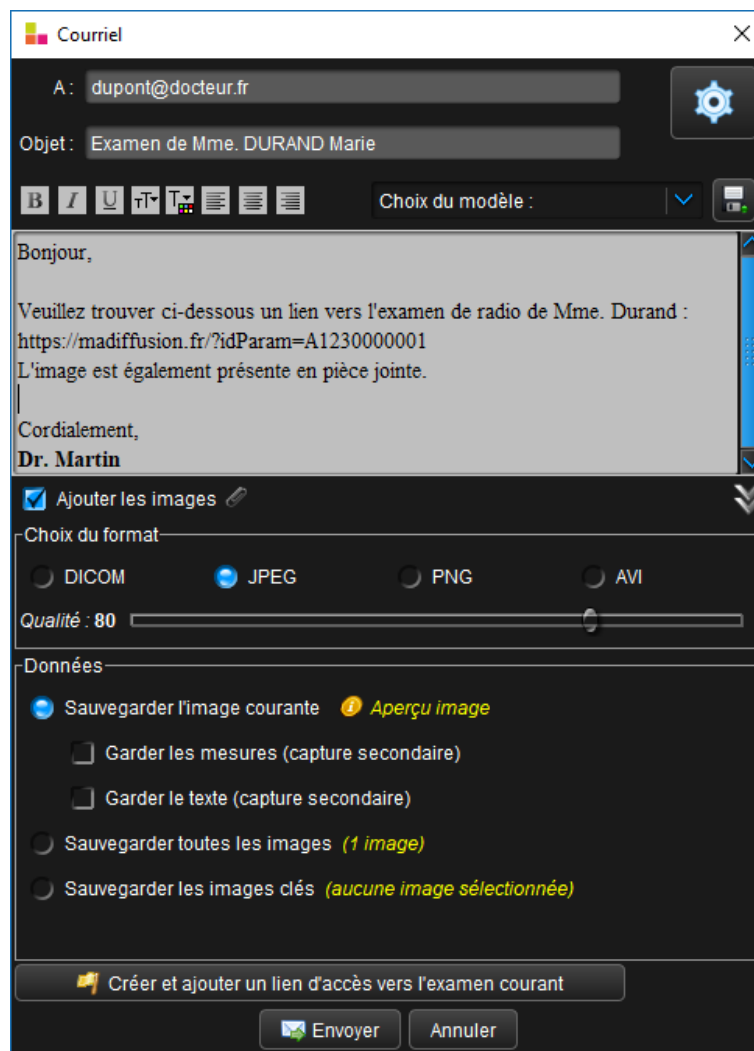 Courriel
A : dupont@docteur.fr
Objet : Examen de Mme. DURAND Marie
B I U Choix du modèle :
Bonjour,
Veuillez trouver ci-dessous un lien vers l'examen de radio de Mme. Durand :
https://madiffusion.fr/?idParam=A1230000001
L'image est également présente en pièce jointe.
Cordialement,
Dr. Martin
Ajouter les images
Choix du format
DICOM JPEG PNG AVI
Qualité : 80
Données
Sauvegarder l'image courante Aperçu image
Garder les mesures (capture secondaire)
Garder le texte (capture secondaire)
Sauvegarder toutes les images (1 image)
Sauvegarder les images clés (aucune image sélectionnée)
Créer et ajouter un lien d'accès vers l'examen courant
Envoyer Annuler